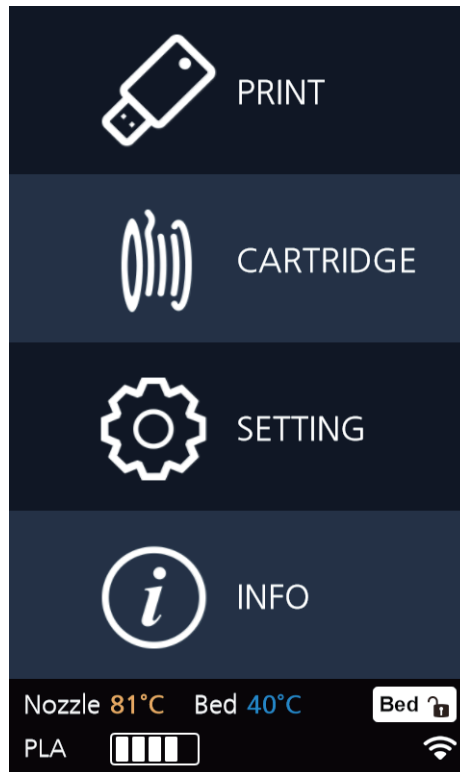 PRINT
CARTRIDGE
SETTING
INFO
Nozzle 81°C Bed 40°C Bed
PLA